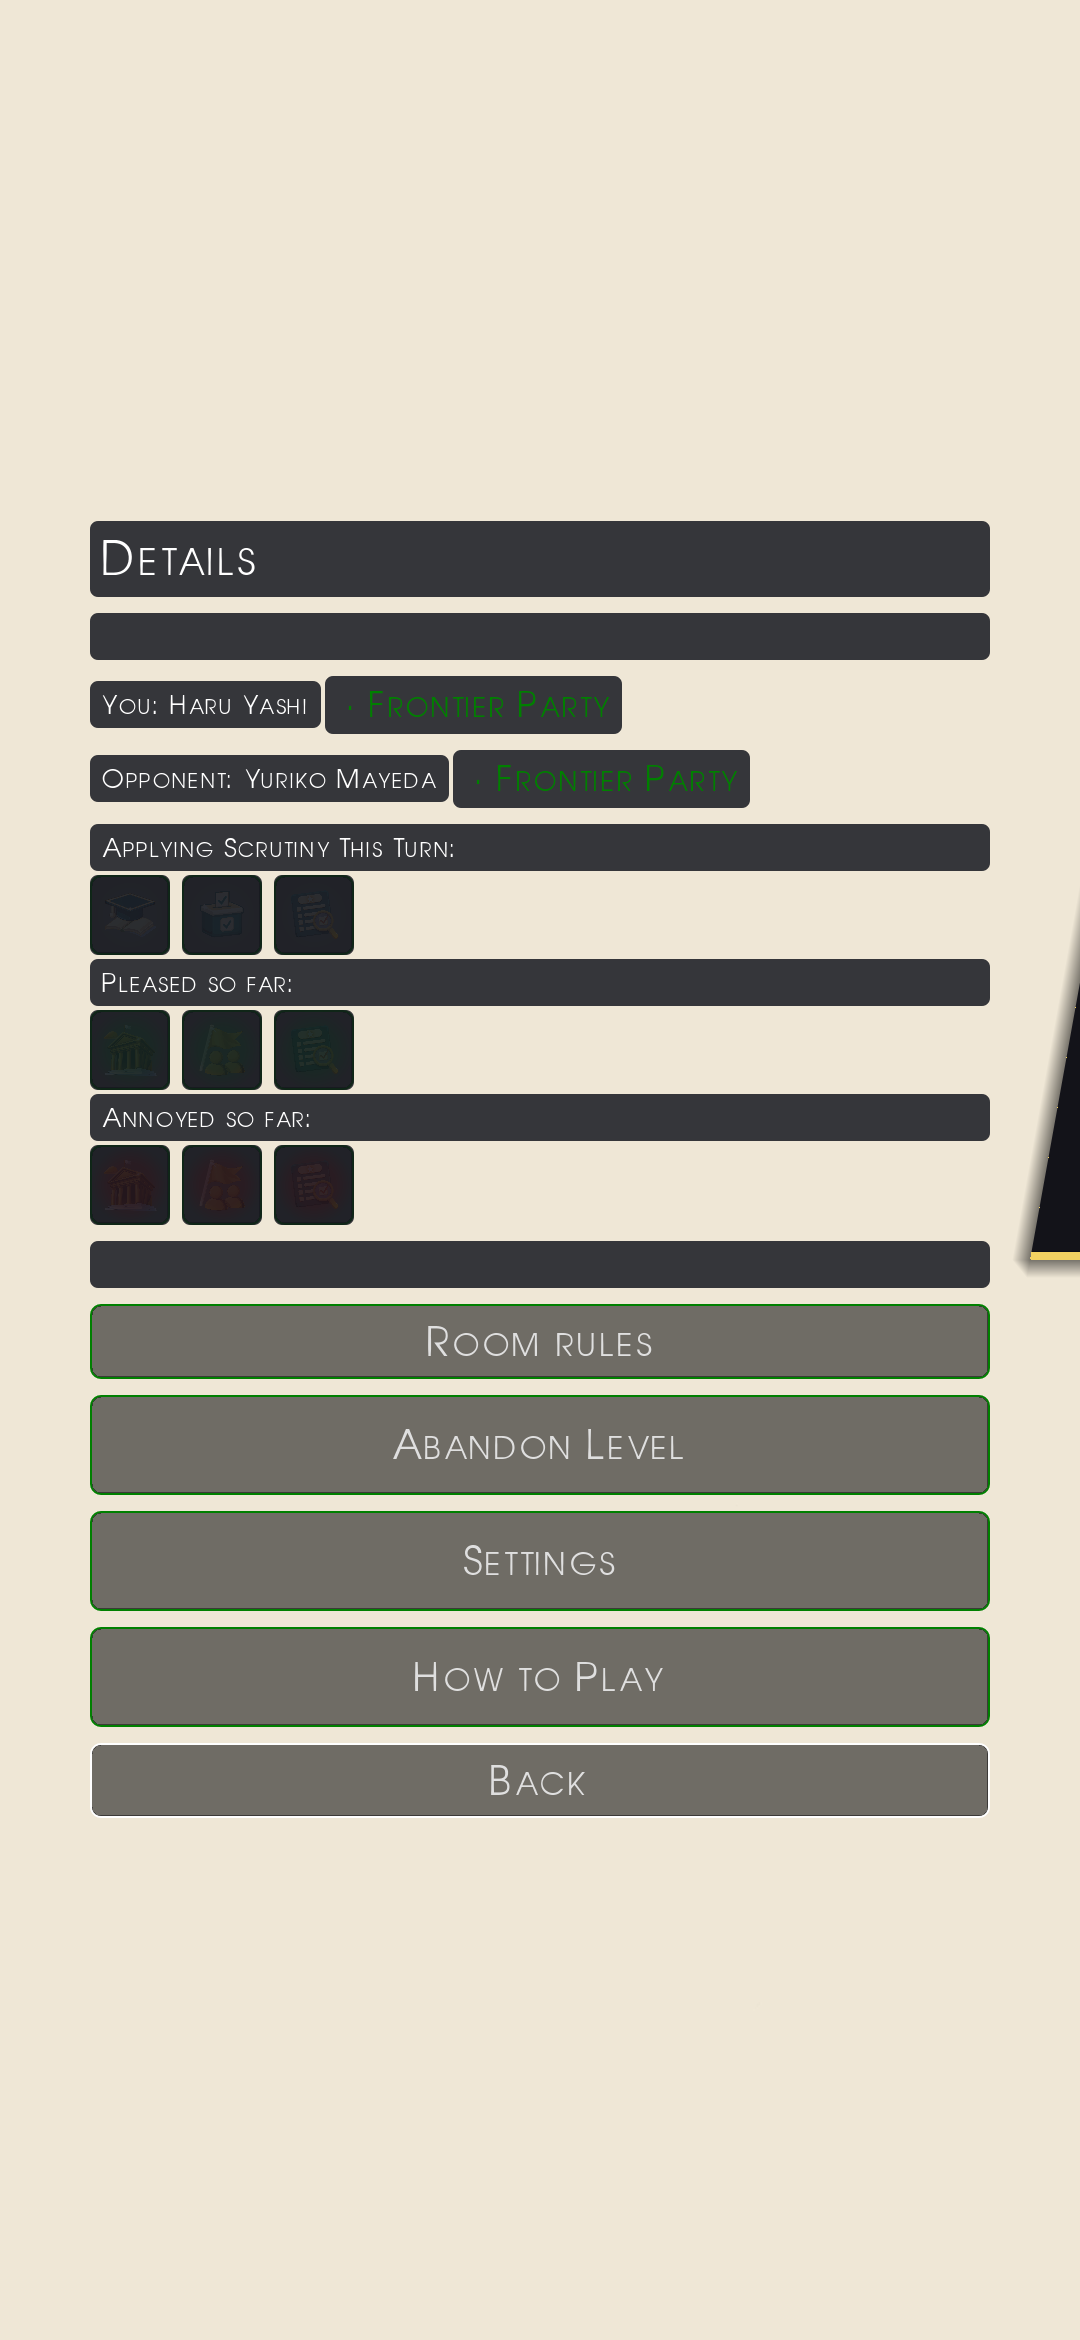 Details
You: Haru Yashi · Frontier Party
Opponent: Yuriko Mayeda · Frontier Party
Applying Scrutiny This Turn:
Pleased so far:
Annoyed so far:
Room rules
Abandon Level
Settings
How to Play
Back